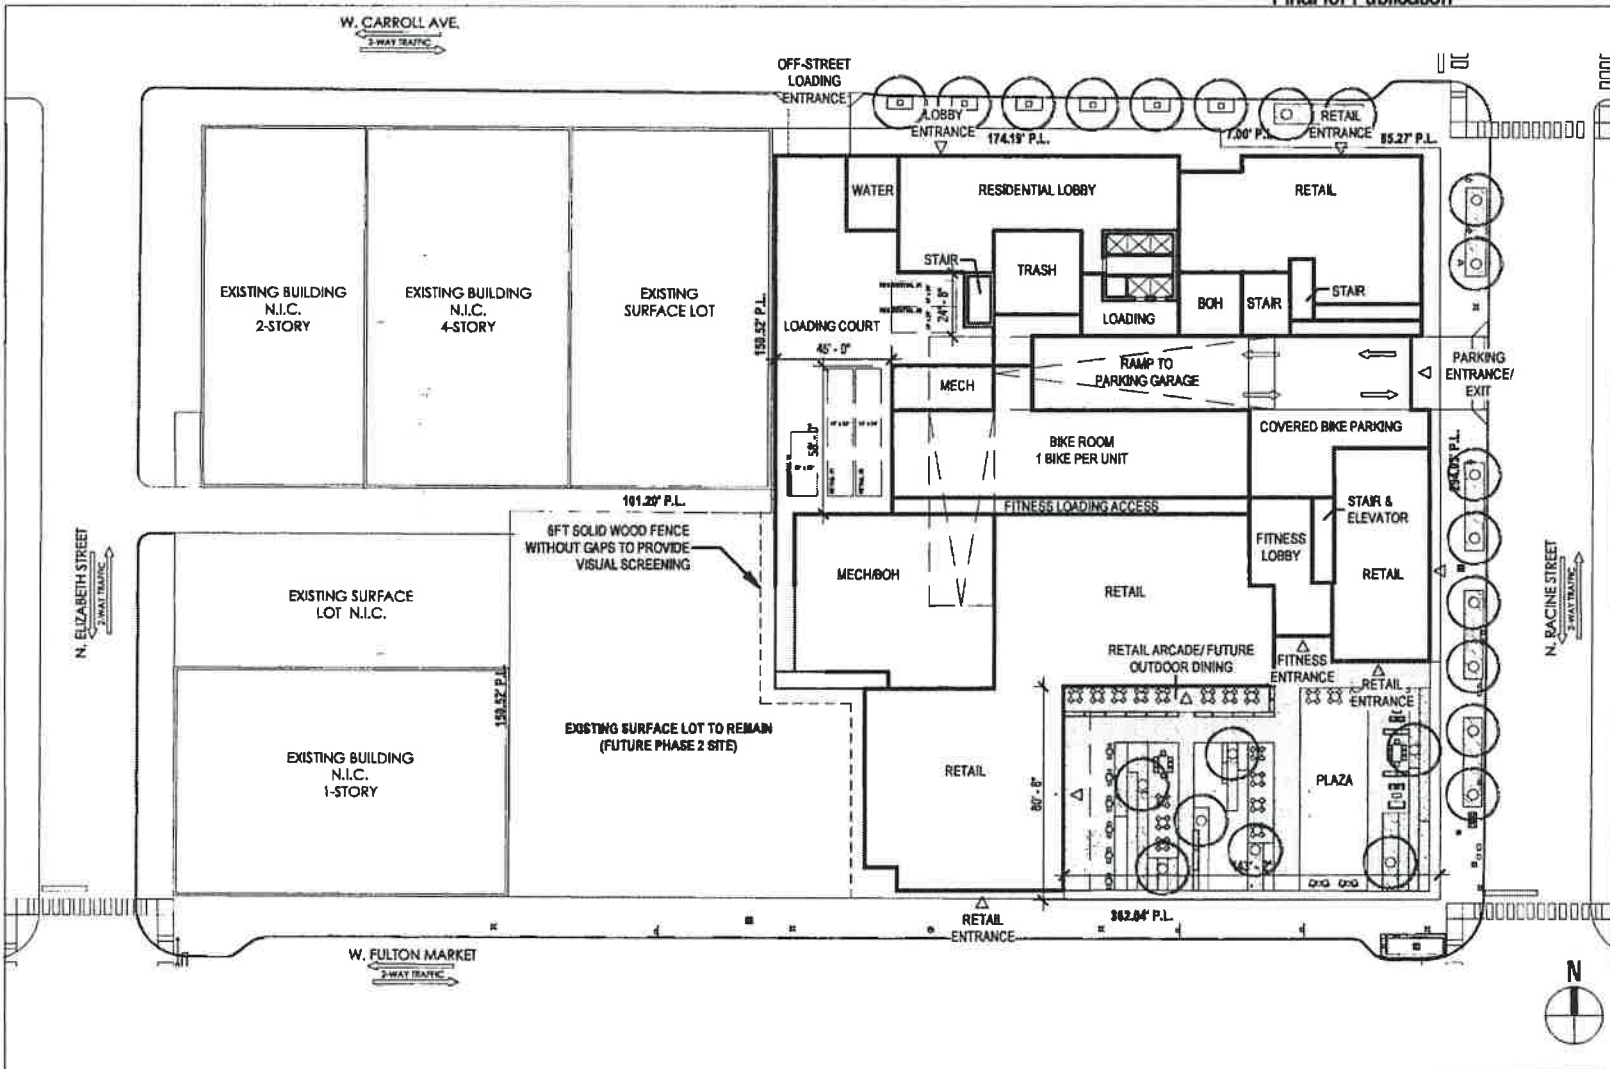 Final for Publication
W. CARROLL AVE.
2-WAY TRAFFIC
OFF-STREET
LOADING
ENTRANCE
LOBBY
ENTRANCE
174.19' P.L.
7.00' P.L.
RETAIL
ENTRANCE
85.27' P.L.
WATER
RESIDENTIAL LOBBY
RETAIL
STAIR
TRASH
EXISTING BUILDING
N.I.C.
2-STORY
EXISTING BUILDING
N.I.C.
4-STORY
EXISTING
SURFACE LOT
150.52' P.L.
LOADING COURT
24'-8"
LOADING
BOH
STAIR
STAIR
45'-0"
MECH
RAMP TO
PARKING GARAGE
PARKING
ENTRANCE/
EXIT
58'-0"
BIKE ROOM
1 BIKE PER UNIT
COVERED BIKE PARKING
101.20' P.L.
FITNESS LOADING ACCESS
STAIR &
ELEVATOR
N. ELIZABETH STREET
2-WAY TRAFFIC
6FT SOLID WOOD FENCE
WITHOUT GAPS TO PROVIDE
VISUAL SCREENING
MECH/BOH
RETAIL
FITNESS
LOBBY
RETAIL
N. RACINE STREET
2-WAY TRAFFIC
EXISTING SURFACE
LOT N.I.C.
RETAIL ARCADE/ FUTURE
OUTDOOR DINING
FITNESS
ENTRANCE
RETAIL
ENTRANCE
150.52' P.L.
EXISTING SURFACE LOT TO REMAIN
(FUTURE PHASE 2 SITE)
EXISTING BUILDING
N.I.C.
1-STORY
RETAIL
80'-8"
PLAZA
RETAIL
ENTRANCE
362.04' P.L.
W. FULTON MARKET
2-WAY TRAFFIC
N